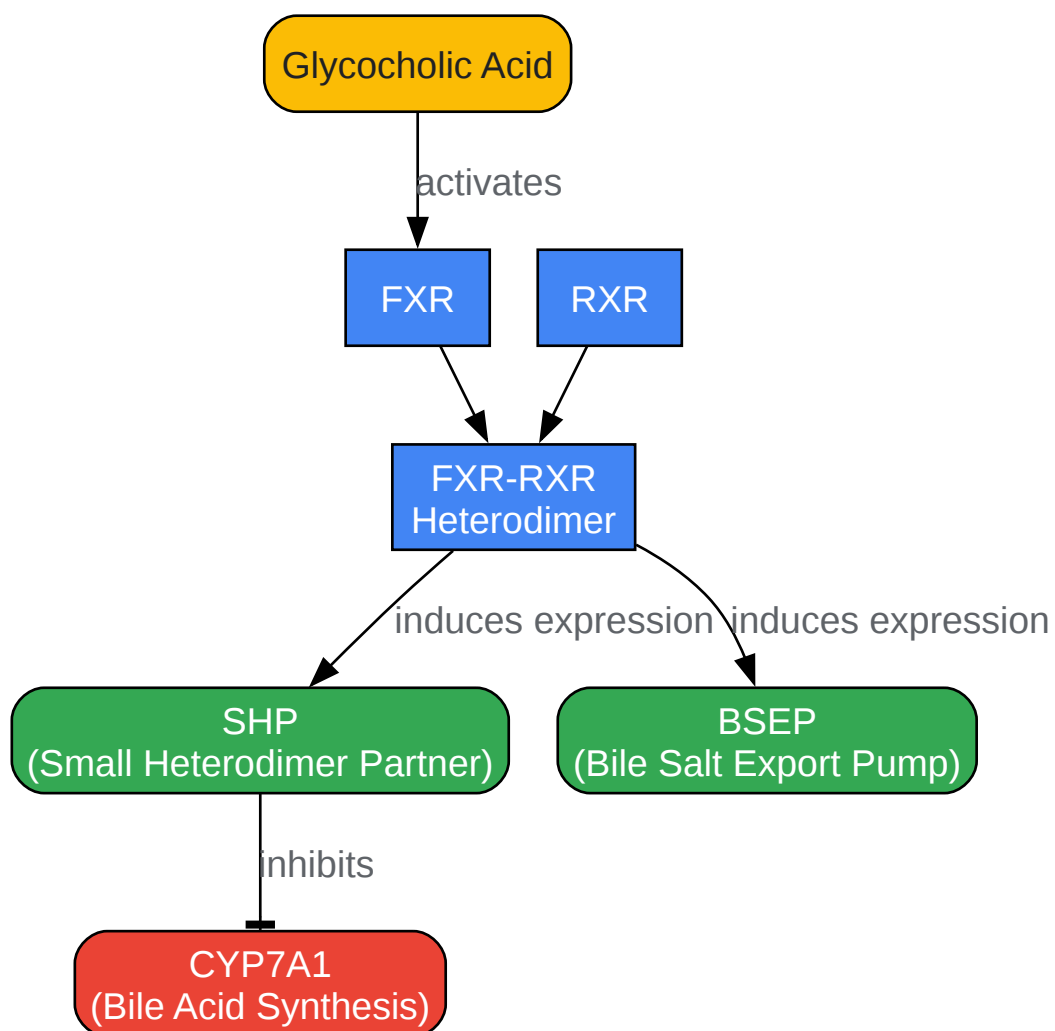 Glycocholic Acid
activates
FXR
RXR
FXR-RXR
Heterodimer
induces expression
induces expression
SHP
(Small Heterodimer Partner)
BSEP
(Bile Salt Export Pump)
inhibits
CYP7A1
(Bile Acid Synthesis)